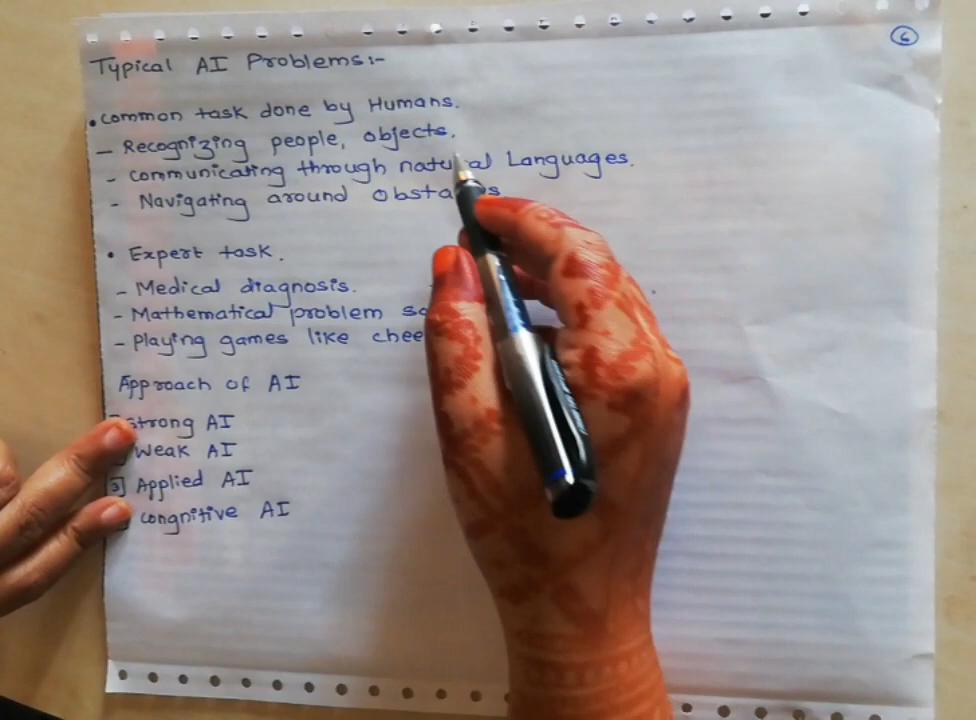 6
Typical AI Problems:-
• Common task done by Humans.
- Recognizing people, objects.
- Communicating through natural Languages.
- Navigating around
• Expert task.
- Medical diagnosis.
- Mathematical problem
- Playing games like
Approach of AI
Strong AI
Weak AI
3] Applied AI
Congnitive AI